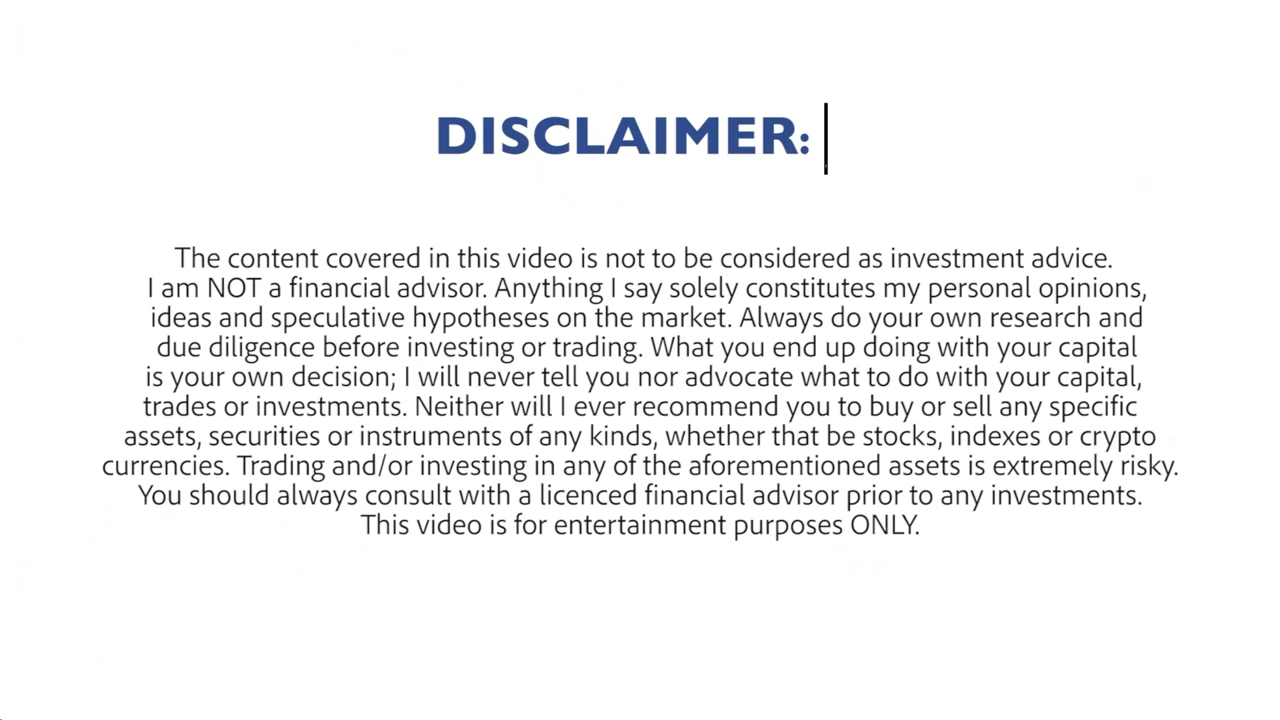 DISCLAIMER:
The content covered in this video is not to be considered as investment advice.
I am NOT a financial advisor. Anything I say solely constitutes my personal opinions,
ideas and speculative hypotheses on the market. Always do your own research and
due diligence before investing or trading. What you end up doing with your capital
is your own decision; I will never tell you nor advocate what to do with your capital,
trades or investments. Neither will I ever recommend you to buy or sell any specific
assets, securities or instruments of any kinds, whether that be stocks, indexes or crypto
currencies. Trading and/or investing in any of the aforementioned assets is extremely risky.
You should always consult with a licenced financial advisor prior to any investments.
This video is for entertainment purposes ONLY.